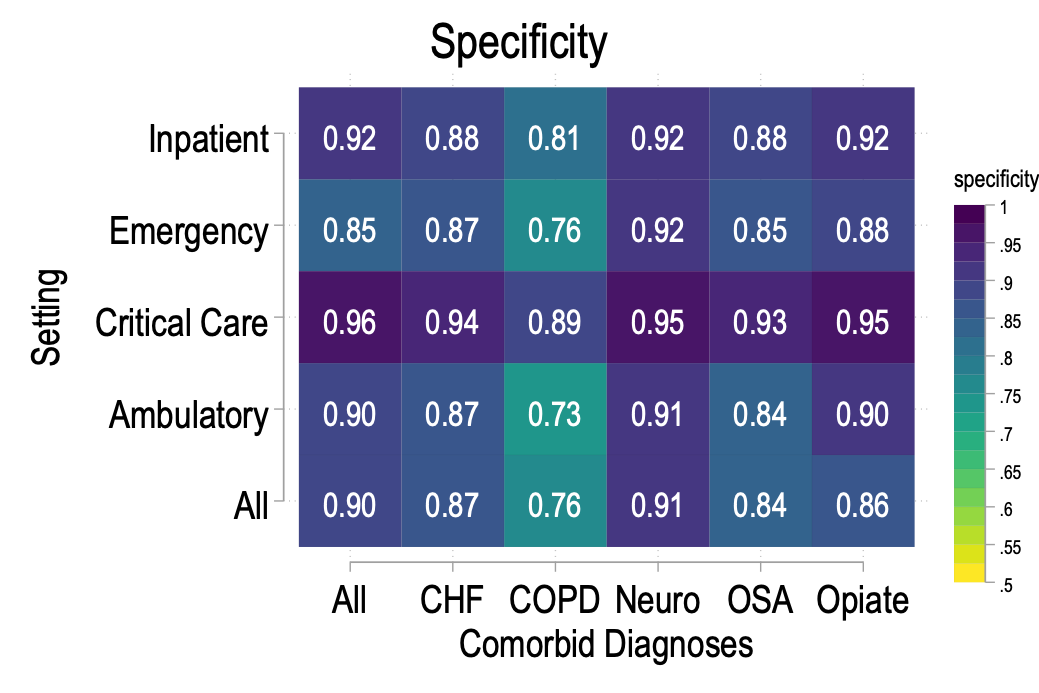 Specificity
Inpatient 0.92 0.88 0.81 0.92 0.88 0.92
Emergency 0.85 0.87 0.76 0.92 0.85 0.88
Critical Care 0.96 0.94 0.89 0.95 0.93 0.95
Ambulatory 0.90 0.87 0.73 0.91 0.84 0.90
All 0.90 0.87 0.76 0.91 0.84 0.86
Setting
All CHF COPD Neuro OSA Opiate
Comorbid Diagnoses
specificity
1
.95
.9
.85
.8
.75
.7
.65
.6
.55
.5